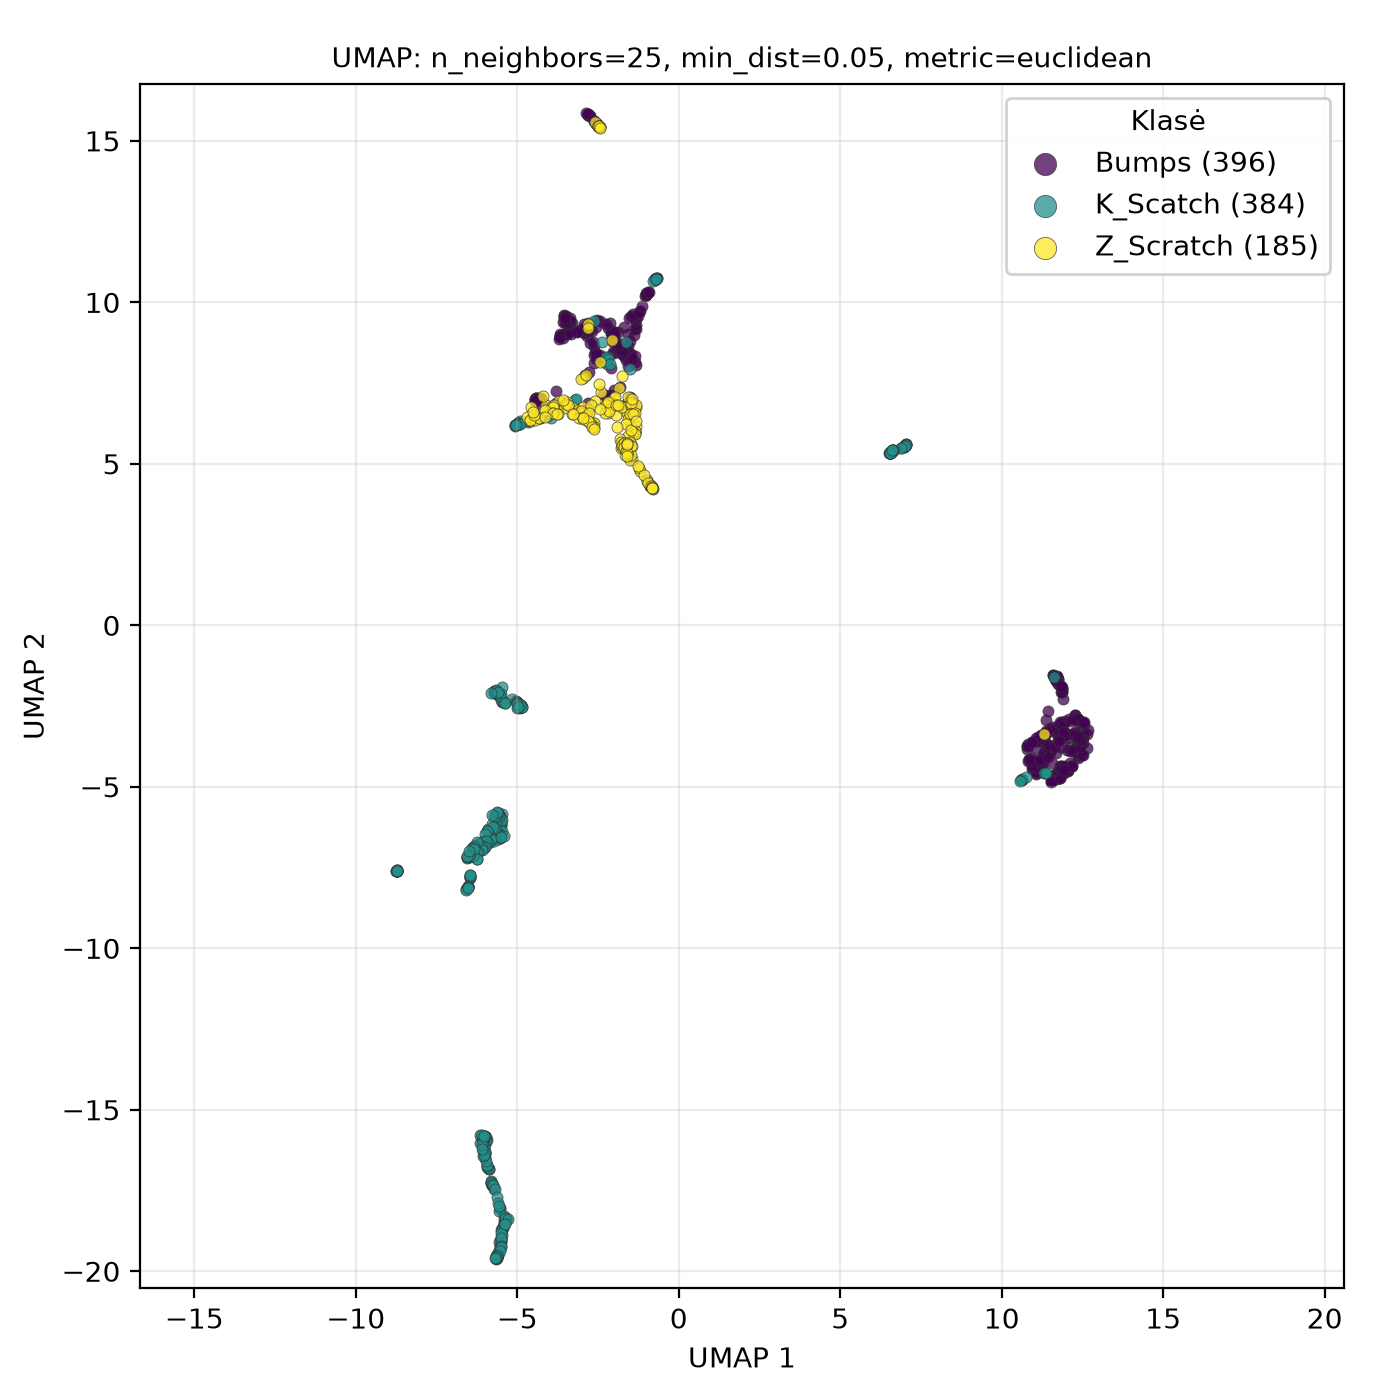 UMAP: n_neighbors=25, min_dist=0.05, metric=euclidean
Klasė
Bumps (396)
K_Scatch (384)
Z_Scratch (185)
15
10
5
0
−5
−10
−15
−20
UMAP 2
−15 −10 −5 0 5 10 15 20
UMAP 1